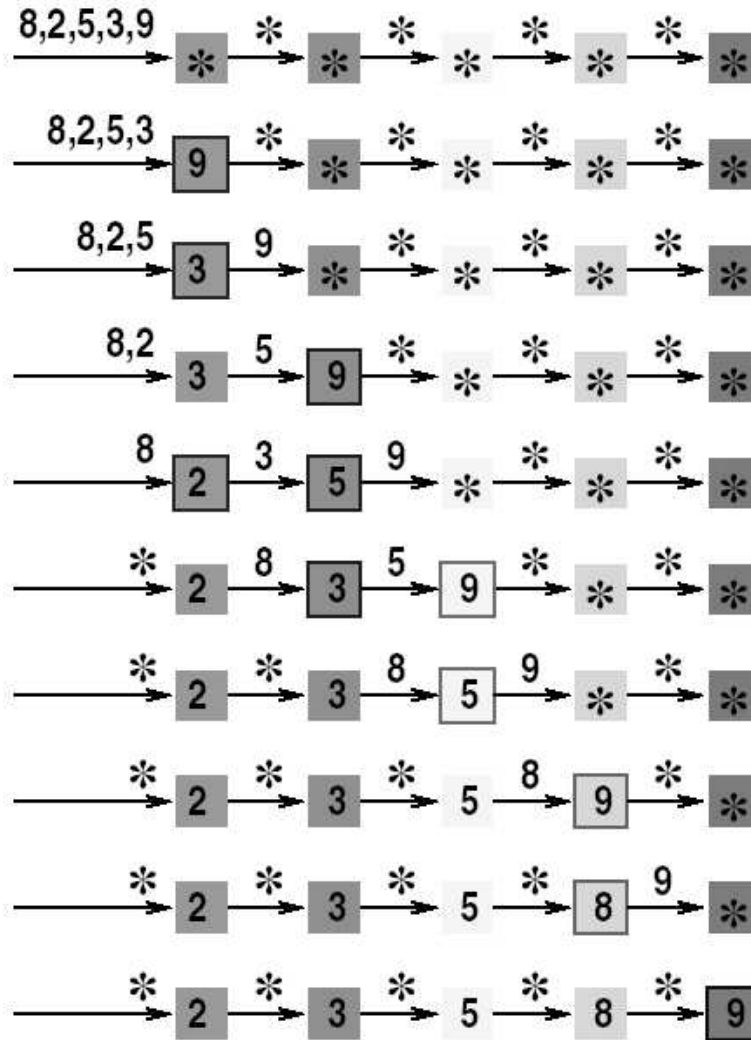 8,2,5,3,9 * * * * * * * * *
8,2,5,3 9 * * * * * * * *
8,2,5 3 9 * * * * * * *
8,2 3 5 9 * * * * * *
8 2 3 5 9 * * * * *
* 2 8 3 5 9 * * * *
* 2 * 3 8 5 9 * * *
* 2 * 3 * 5 8 9 * *
* 2 * 3 * 5 * 8 9 *
* 2 * 3 * 5 * 8 * 9